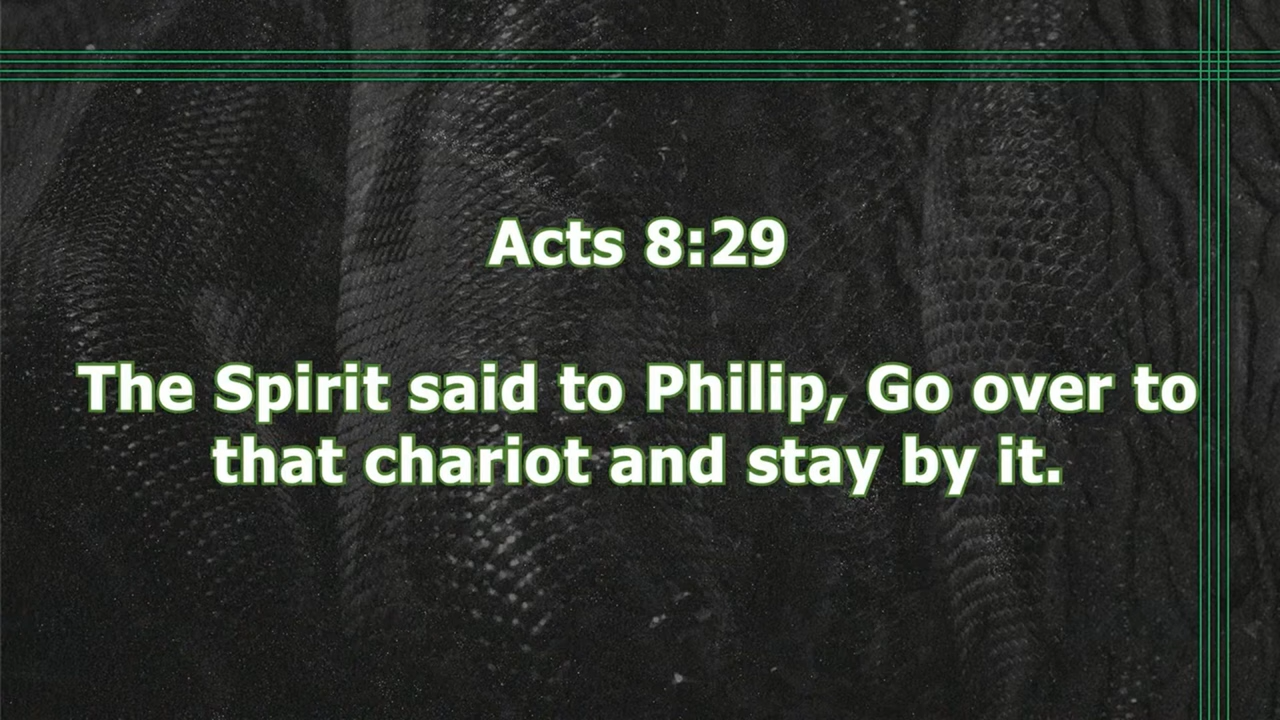 Acts 8:29
The Spirit said to Philip, Go over to
that chariot and stay by it.